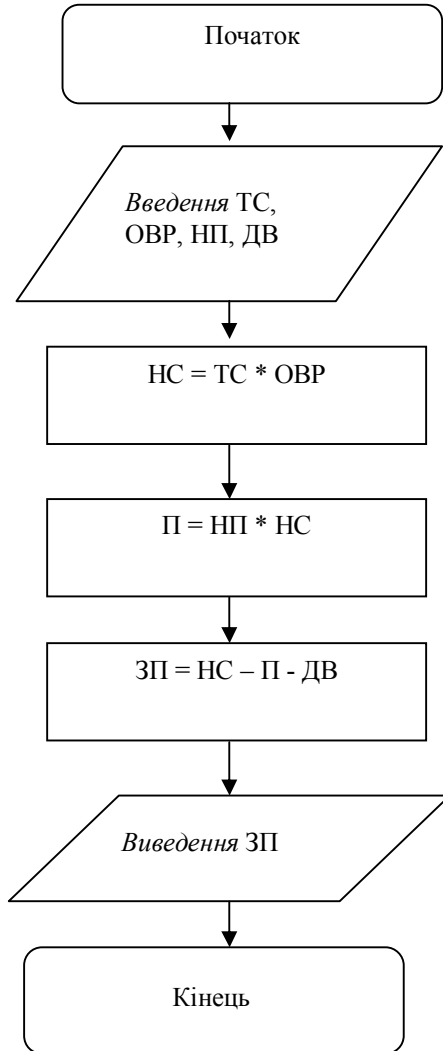 Початок
Введення ТС,
ОВР, НП, ДВ
НС = ТС * ОВР
П = НП * НС
ЗП = НС – П - ДВ
Виведення ЗП
Кінець